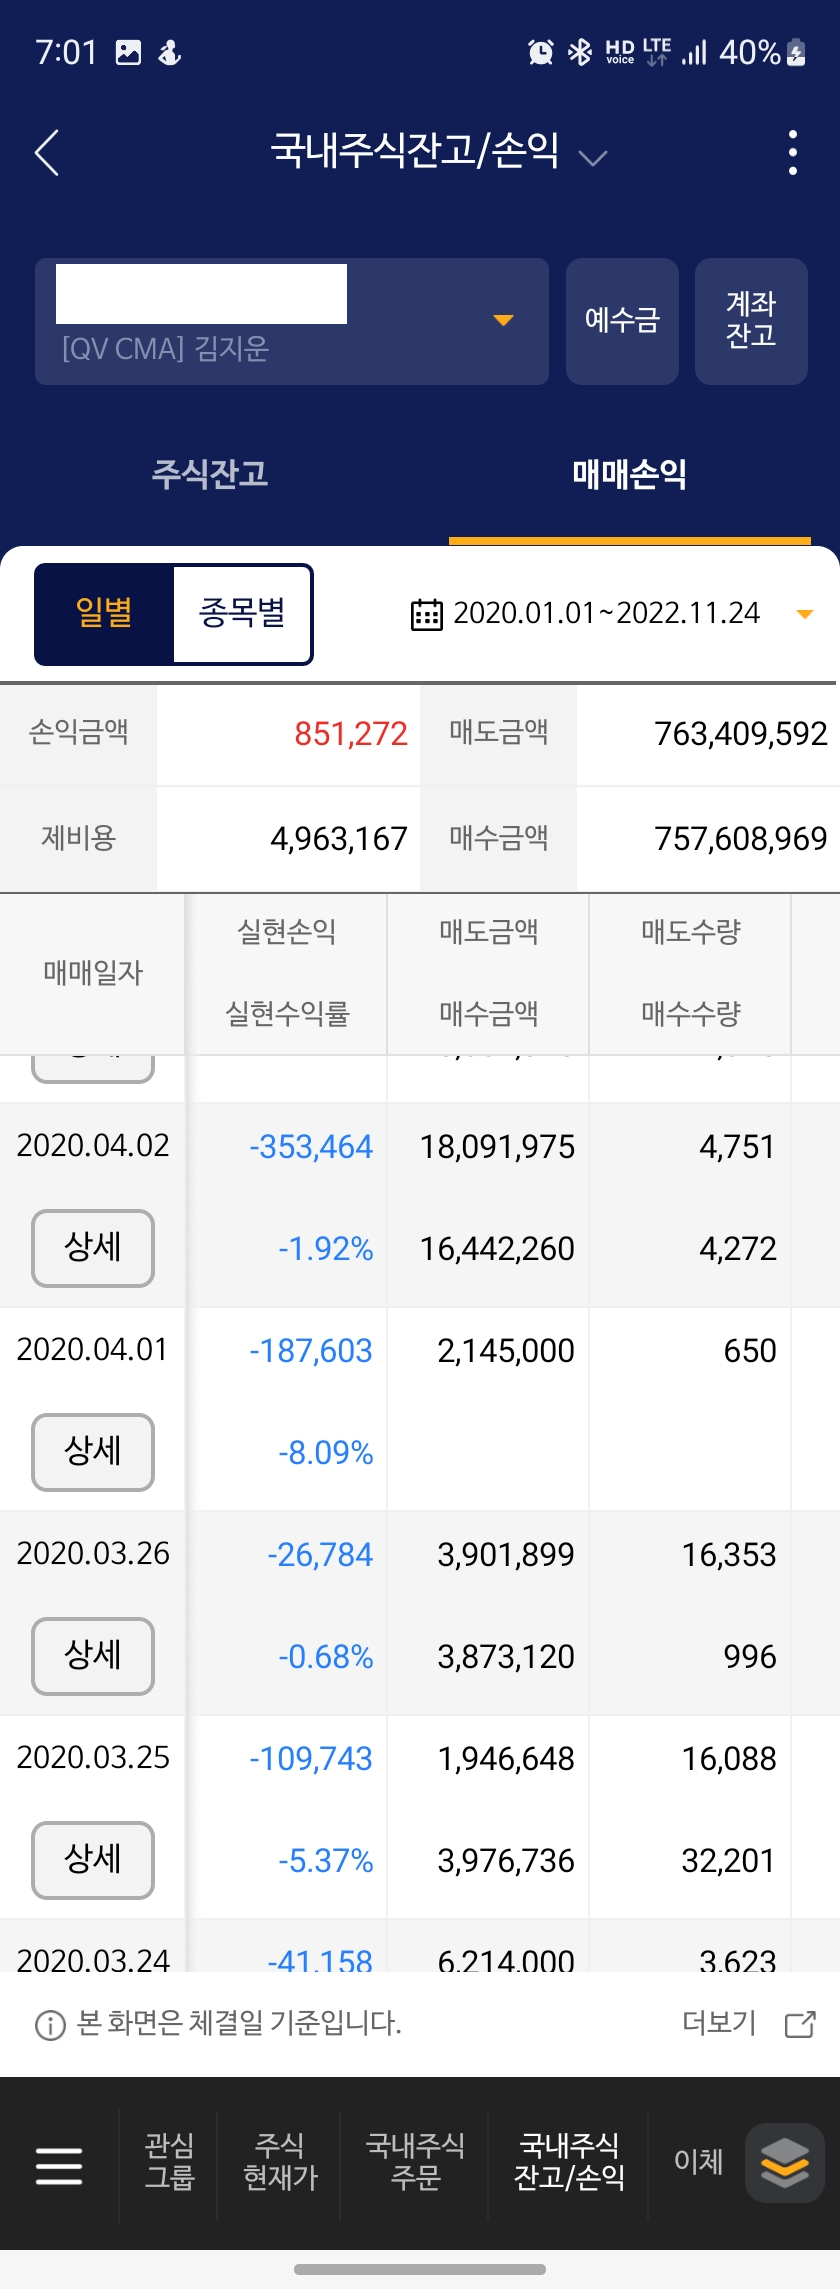 7:01
HD voice LTE 40%
국내주식잔고/손익
[QV CMA] 김지운
예수금
계좌
잔고
주식잔고 매매손익
일별 종목별 2020.01.01~2022.11.24
손익금액 851,272 매도금액 763,409,592
제비용 4,963,167 매수금액 757,608,969
매매일자
실현손익 매도금액 매도수량
실현수익률 매수금액 매수수량
2020.04.02 -353,464 18,091,975 4,751
상세 -1.92% 16,442,260 4,272
2020.04.01 -187,603 2,145,000 650
상세 -8.09%
2020.03.26 -26,784 3,901,899 16,353
상세 -0.68% 3,873,120 996
2020.03.25 -109,743 1,946,648 16,088
상세 -5.37% 3,976,736 32,201
2020.03.24 -41,158 6,214,000 3,623
본 화면은 체결일 기준입니다. 더보기
관심
그룹
주식
현재가
국내주식
주문
국내주식
잔고/손익
이체